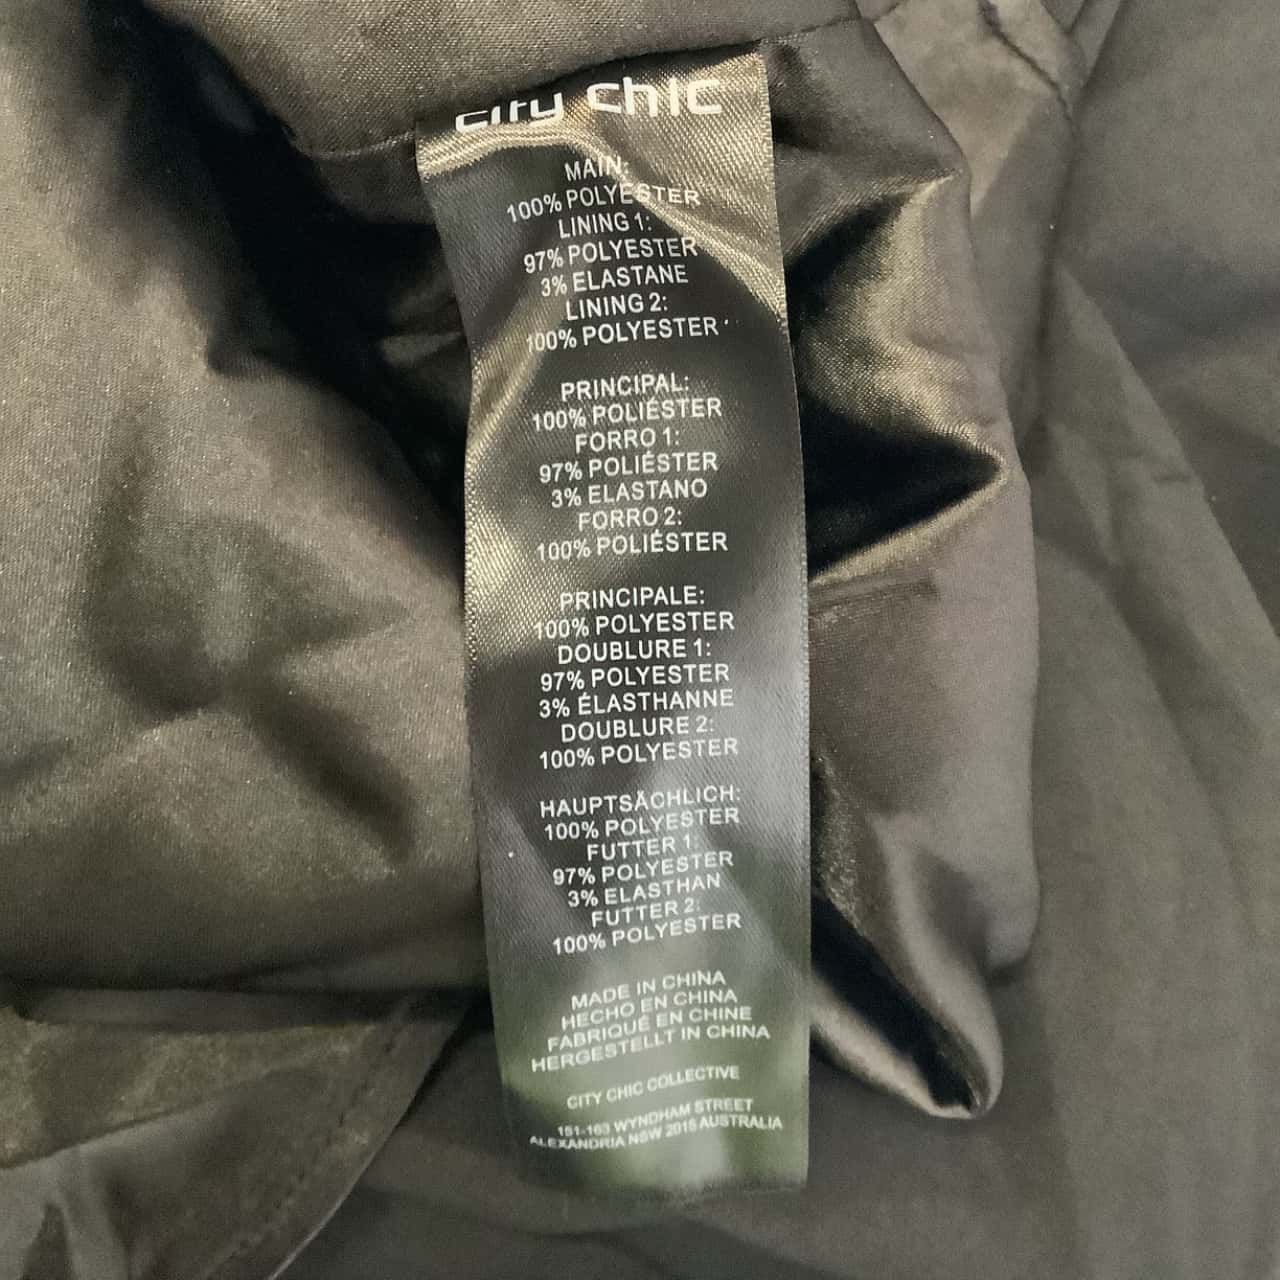 city chic
MAIN:
100% POLYESTER
LINING 1:
97% POLYESTER
3% ELASTANE
LINING 2:
100% POLYESTER
PRINCIPAL:
100% POLIÉSTER
FORRO 1:
97% POLIÉSTER
3% ELASTANO
FORRO 2:
100% POLIÉSTER
PRINCIPALE:
100% POLYESTER
DOUBLURE 1:
97% POLYESTER
3% ÉLASTHANNE
DOUBLURE 2:
100% POLYESTER
HAUPTSÄCHLICH:
100% POLYESTER
FUTTER 1:
97% POLYESTER
3% ELASTHAN
FUTTER 2:
100% POLYESTER
MADE IN CHINA
HECHO EN CHINA
FABRIQUÉ EN CHINE
HERGESTELLT IN CHINA
CITY CHIC COLLECTIVE
151-163 WYNDHAM STREET
ALEXANDRIA NSW 2015 AUSTRALIA